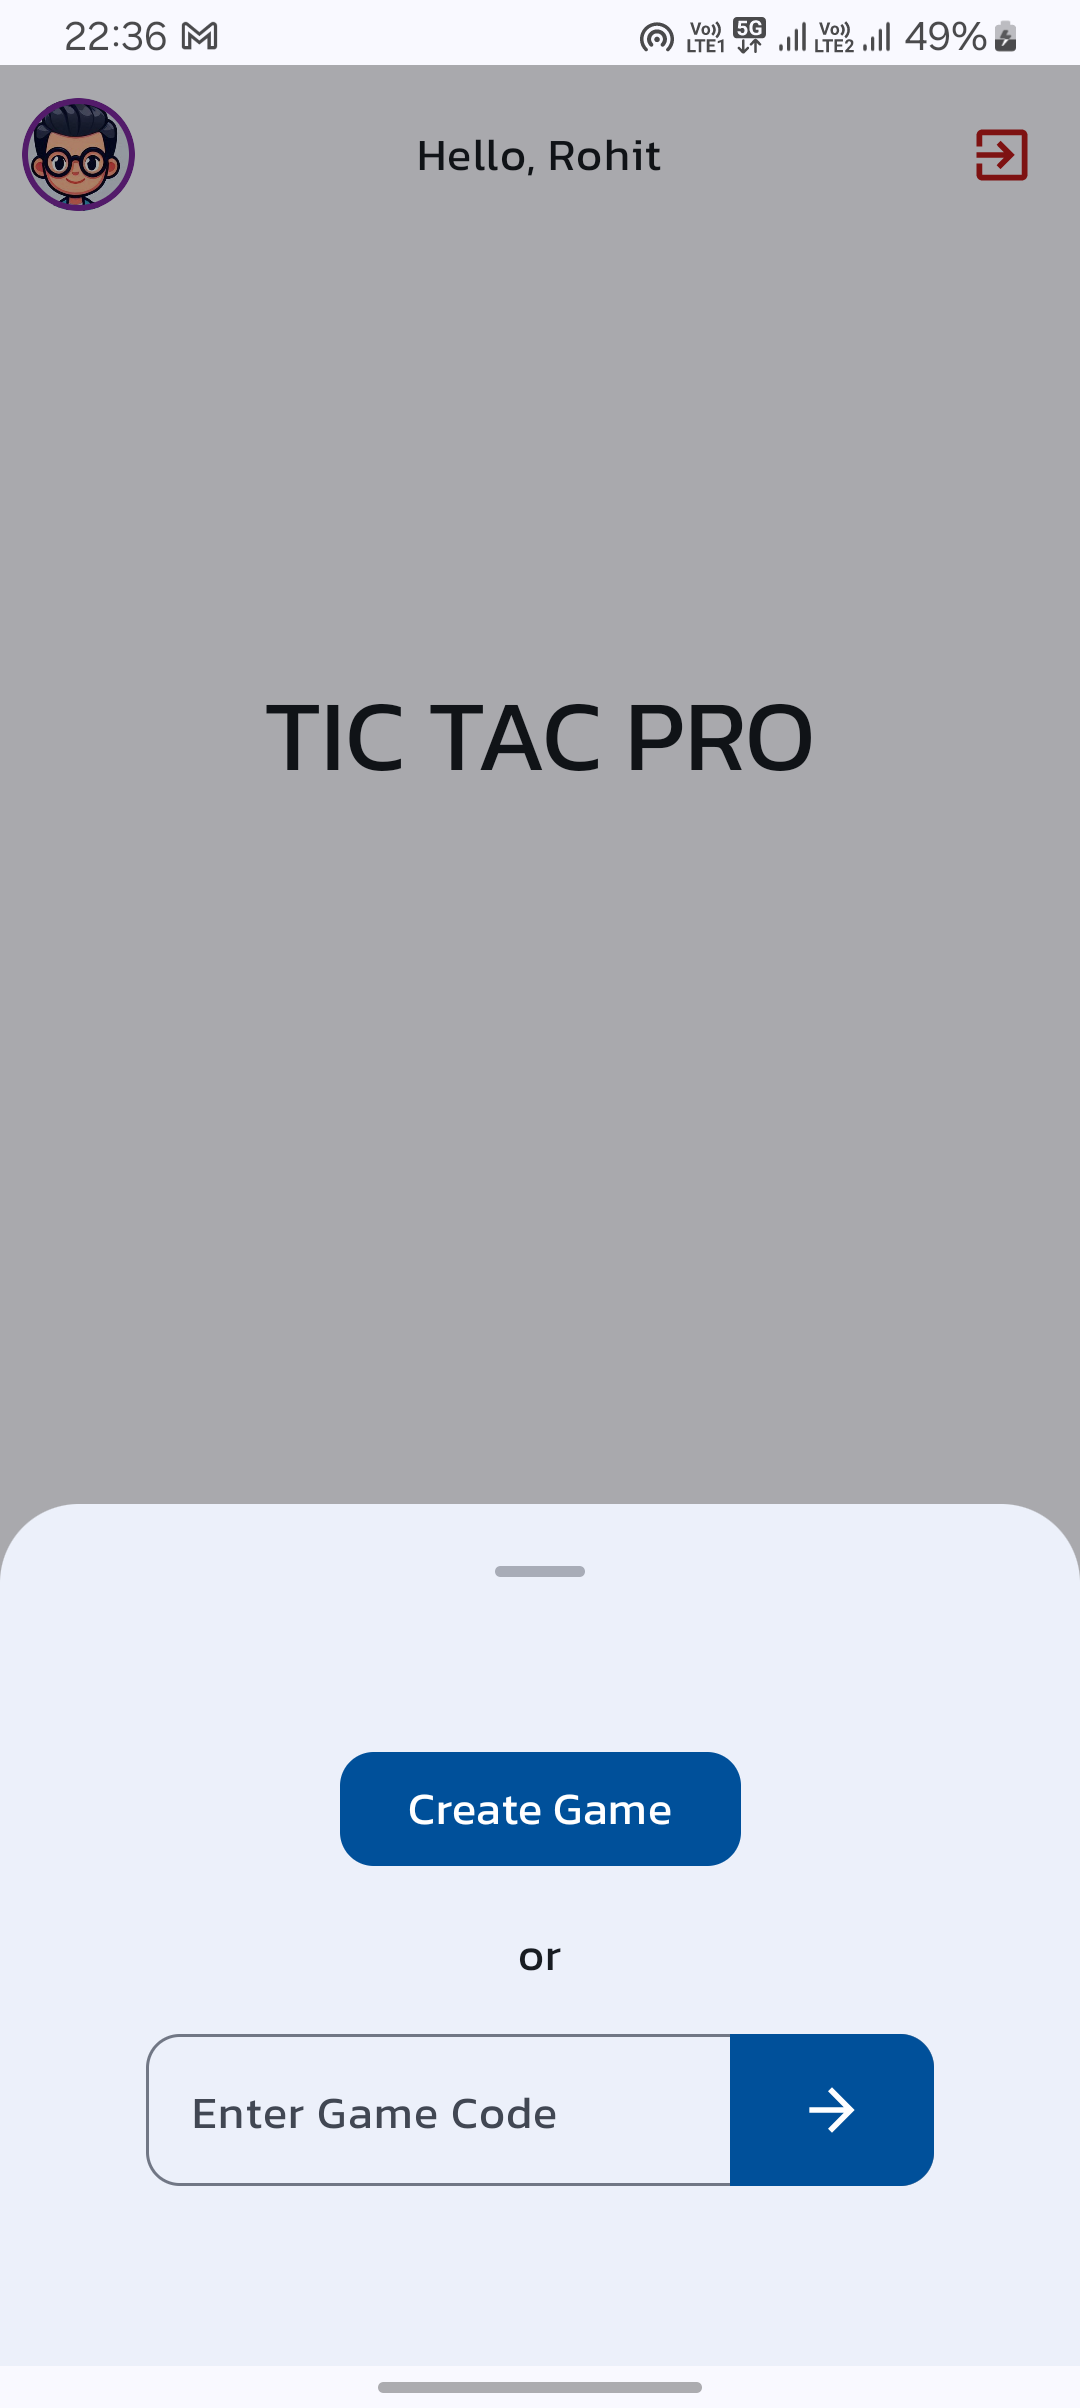 22:36 Vo)) LTE1 5G Vo)) LTE2 49%
Hello, Rohit
TIC TAC PRO
Create Game
or
Enter Game Code